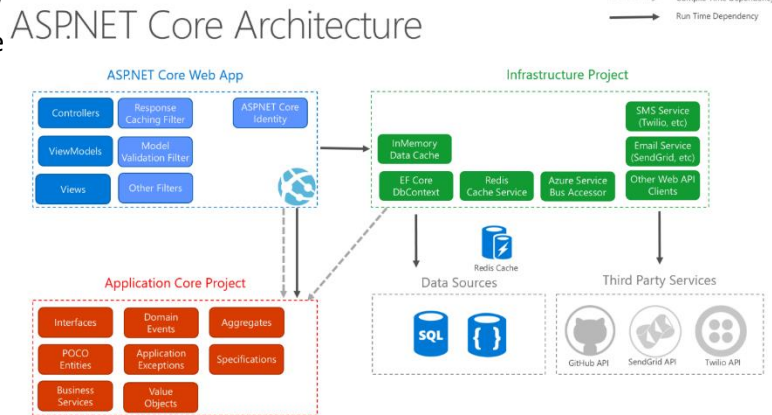 ASP.NET Core Architecture
Run Time Dependency
ASP.NET Core Web App
Controllers
Response
Caching Filter
ASP.NET Core
Identity
ViewModels
Model
Validation Filter
Views
Other Filters
Infrastructure Project
SMS Service
(Twilio, etc)
InMemory
Data Cache
Email Service
(SendGrid, etc)
EF Core
DbContext
Redis
Cache Service
Azure Service
Bus Accessor
Other Web API
Clients
Redis Cache
Application Core Project
Interfaces
Domain
Events
Aggregates
POCO
Entities
Application
Exceptions
Specifications
Business
Services
Value
Objects
Data Sources
SQL
{ }
Third Party Services
GitHub API
SendGrid API
Twilio API